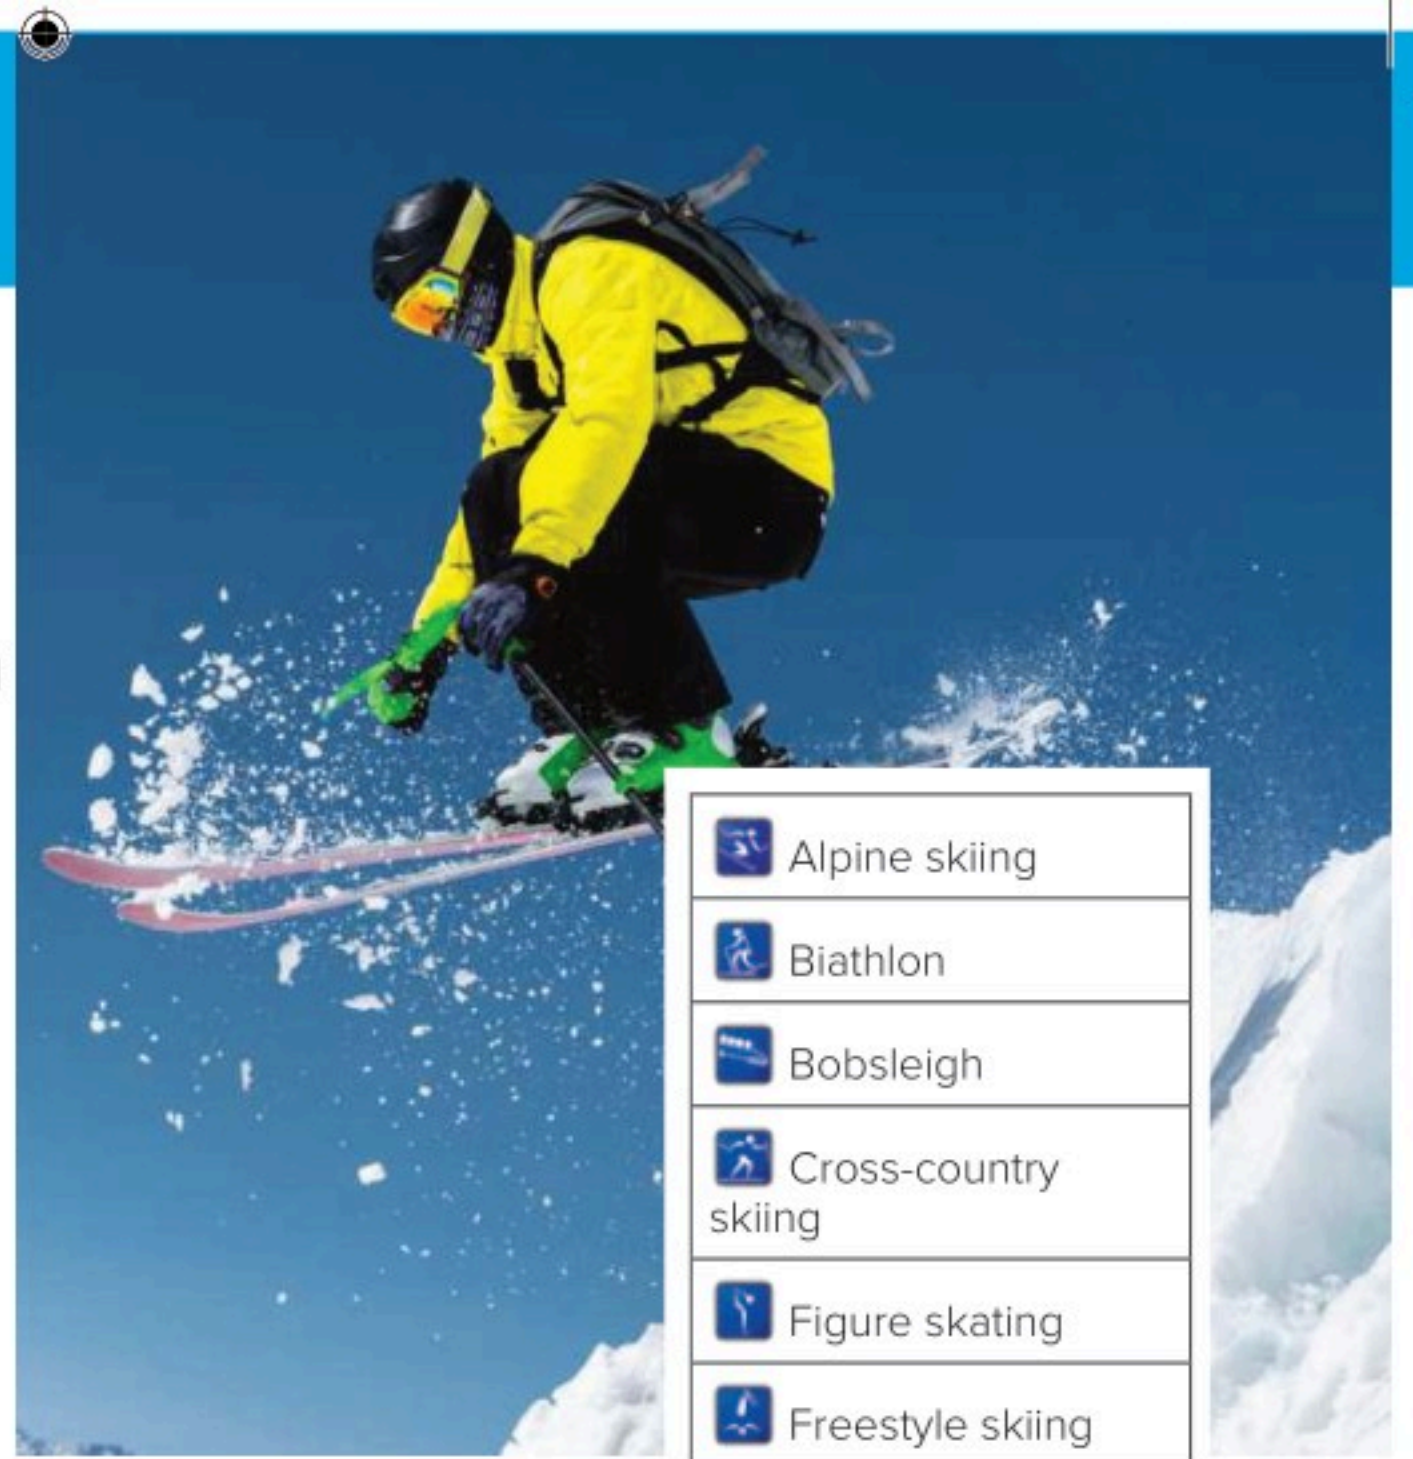 Alpine skiing
Biathlon
Bobsleigh
Cross-country
skiing
Figure skating
Freestyle skiing